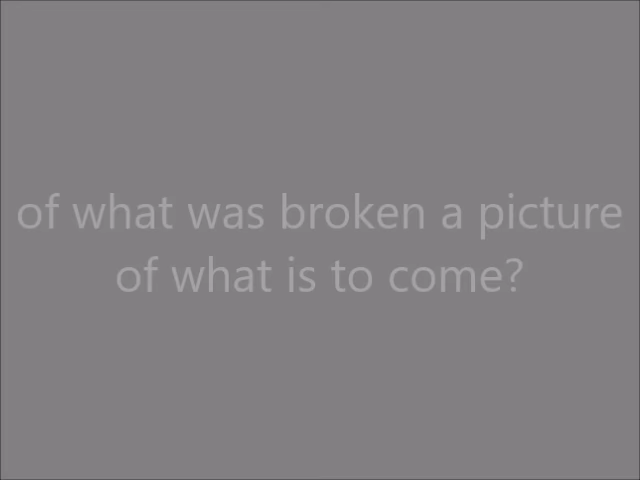 of what was broken a picture
of what is to come?